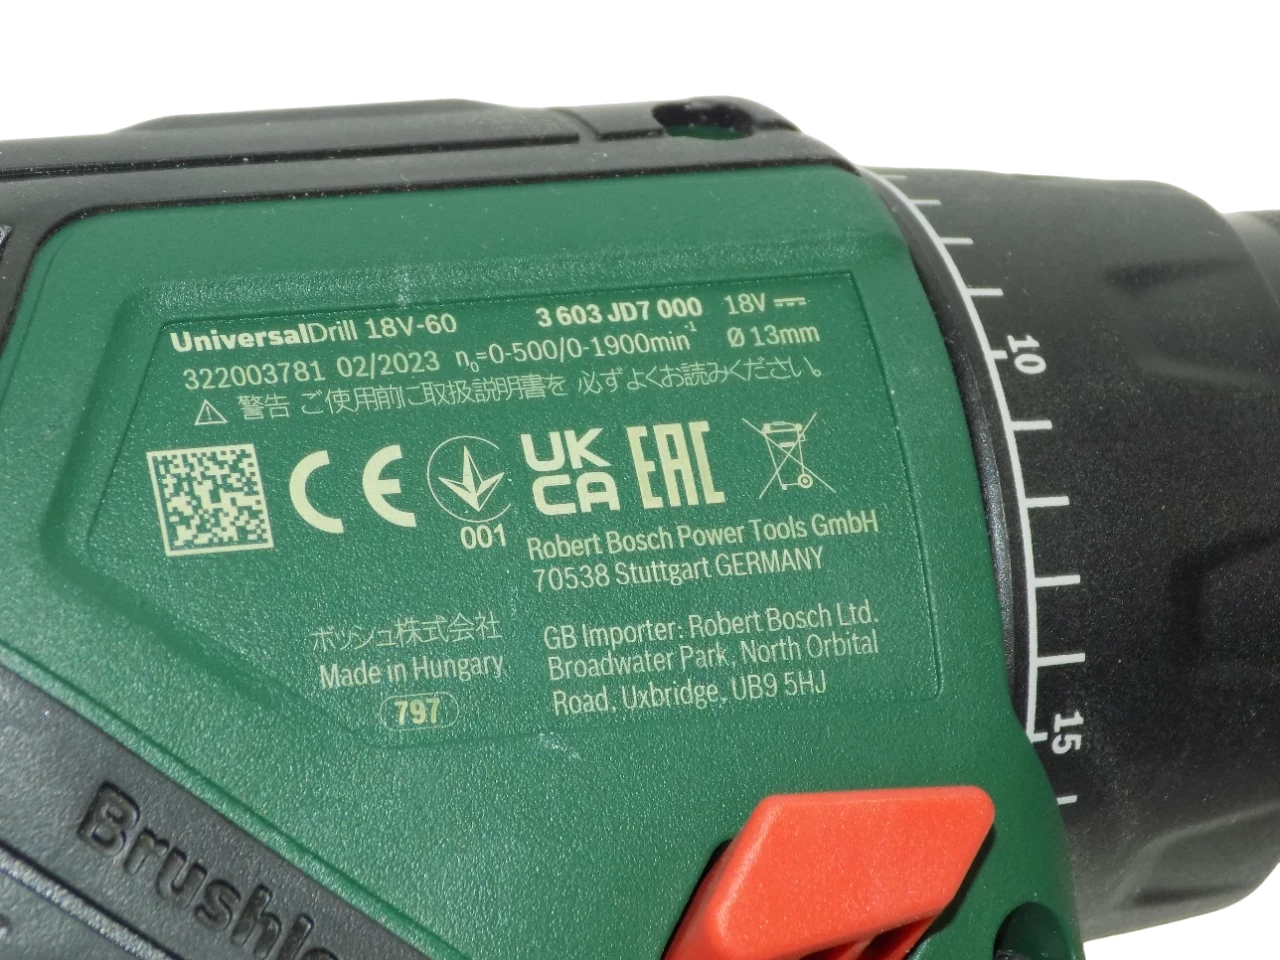 UniversalDrill 18V-60 3 603 JD7 000 18V ⎓
322003781 02/2023 n₀=0-500/0-1900min⁻¹ Ø 13mm
⚠ 警告 ご使用前に取扱説明書を 必ずよくお読みください。
CE 001 UK CA EAC
Robert Bosch Power Tools GmbH
70538 Stuttgart GERMANY
ボッシュ株式会社
Made in Hungary
797
GB Importer: Robert Bosch Ltd.
Broadwater Park, North Orbital
Road, Uxbridge, UB9 5HJ
10
15